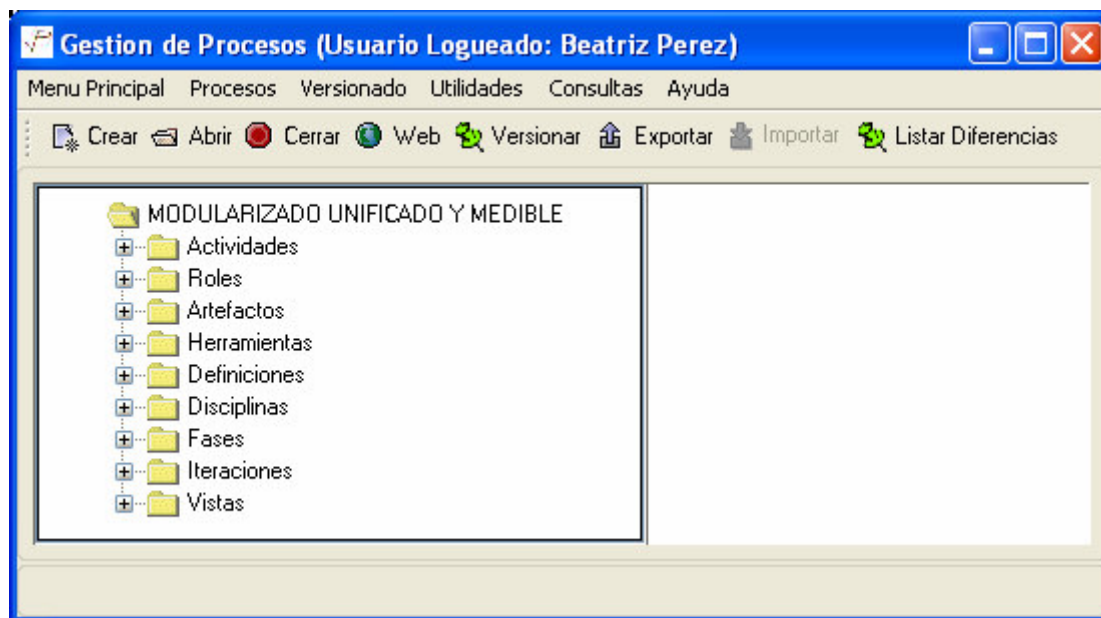 Gestion de Procesos (Usuario Logueado: Beatriz Perez)
Menu Principal Procesos Versionado Utilidades Consultas Ayuda
Crear Abrir Cerrar Web Versionar Exportar Importar Listar Diferencias
MODULARIZADO UNIFICADO Y MEDIBLE
Actividades
Roles
Artefactos
Herramientas
Definiciones
Disciplinas
Fases
Iteraciones
Vistas